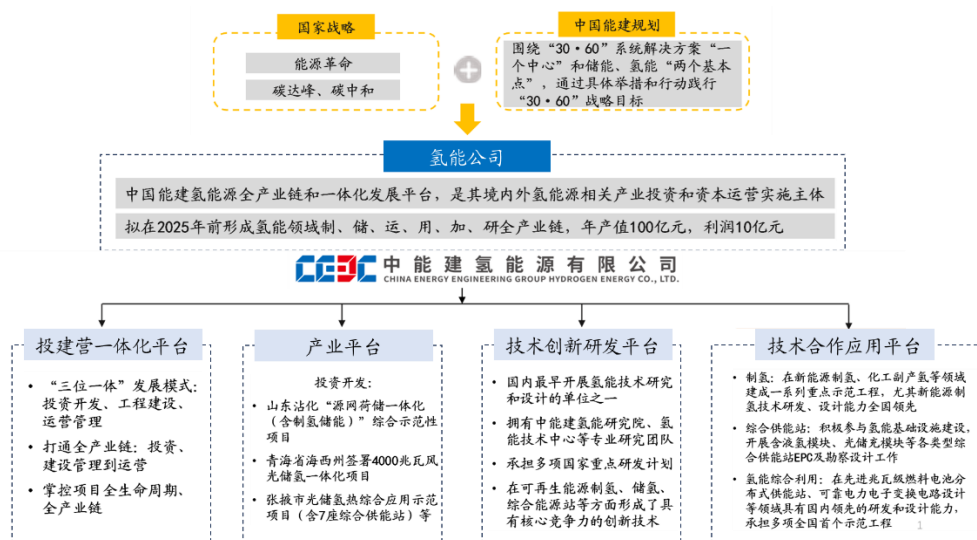 国家战略
能源革命
碳达峰、碳中和
中国能建规划
围绕“30·60”系统解决方案“一
个中心”和储能、氢能“两个基本
点”，通过具体举措和行动践行
“30·60”战略目标
氢能公司
中国能建氢能源全产业链和一体化发展平台，是其境内外氢能源相关产业投资和资本运营实施主体
拟在2025年前形成氢能领域制、储、运、用、加、研全产业链，年产值100亿元，利润10亿元
CEEC 中能建氢能源有限公司
CHINA ENERGY ENGINEERING GROUP HYDROGEN ENERGY CO., LTD.
投建营一体化平台
• “三位一体”发展模式：
投资开发、工程建设、
运营管理
• 打通全产业链：投资、
建设管理到运营
• 掌控项目全生命周期、
全产业链
产业平台
投资开发：
• 山东沾化“源网荷储一体化
（含制氢储能）”综合示范性
项目
• 青海省海西州签署4000兆瓦风
光储氢一体化项目
• 张掖市光储氢热综合应用示范
项目（含7座综合供能站）等
技术创新研发平台
• 国内最早开展氢能技术研究
和设计的单位之一
• 拥有中能建氢能研究院、氢
能技术中心等专业研究团队
• 承担多项国家重点研发计划
• 在可再生能源制氢、储氢、
综合能源站等方面形成了具
有核心竞争力的创新技术
技术合作应用平台
• 制氢：在新能源制氢、化工副产氢等领域
建成一系列重点示范工程，尤其新能源制
氢技术研发、设计能力全国领先
• 综合供能站：积极参与氢能基础设施建设，
开展含液氢模块、光储充模块等各类型综
合供能站EPC及勘察设计工作
• 氢能综合利用：在先进兆瓦级燃料电池分
布式供能站、可靠电力电子变换电路设计
等领域具有国内领先的研发和设计能力，
承担多项全国首个示范工程
1